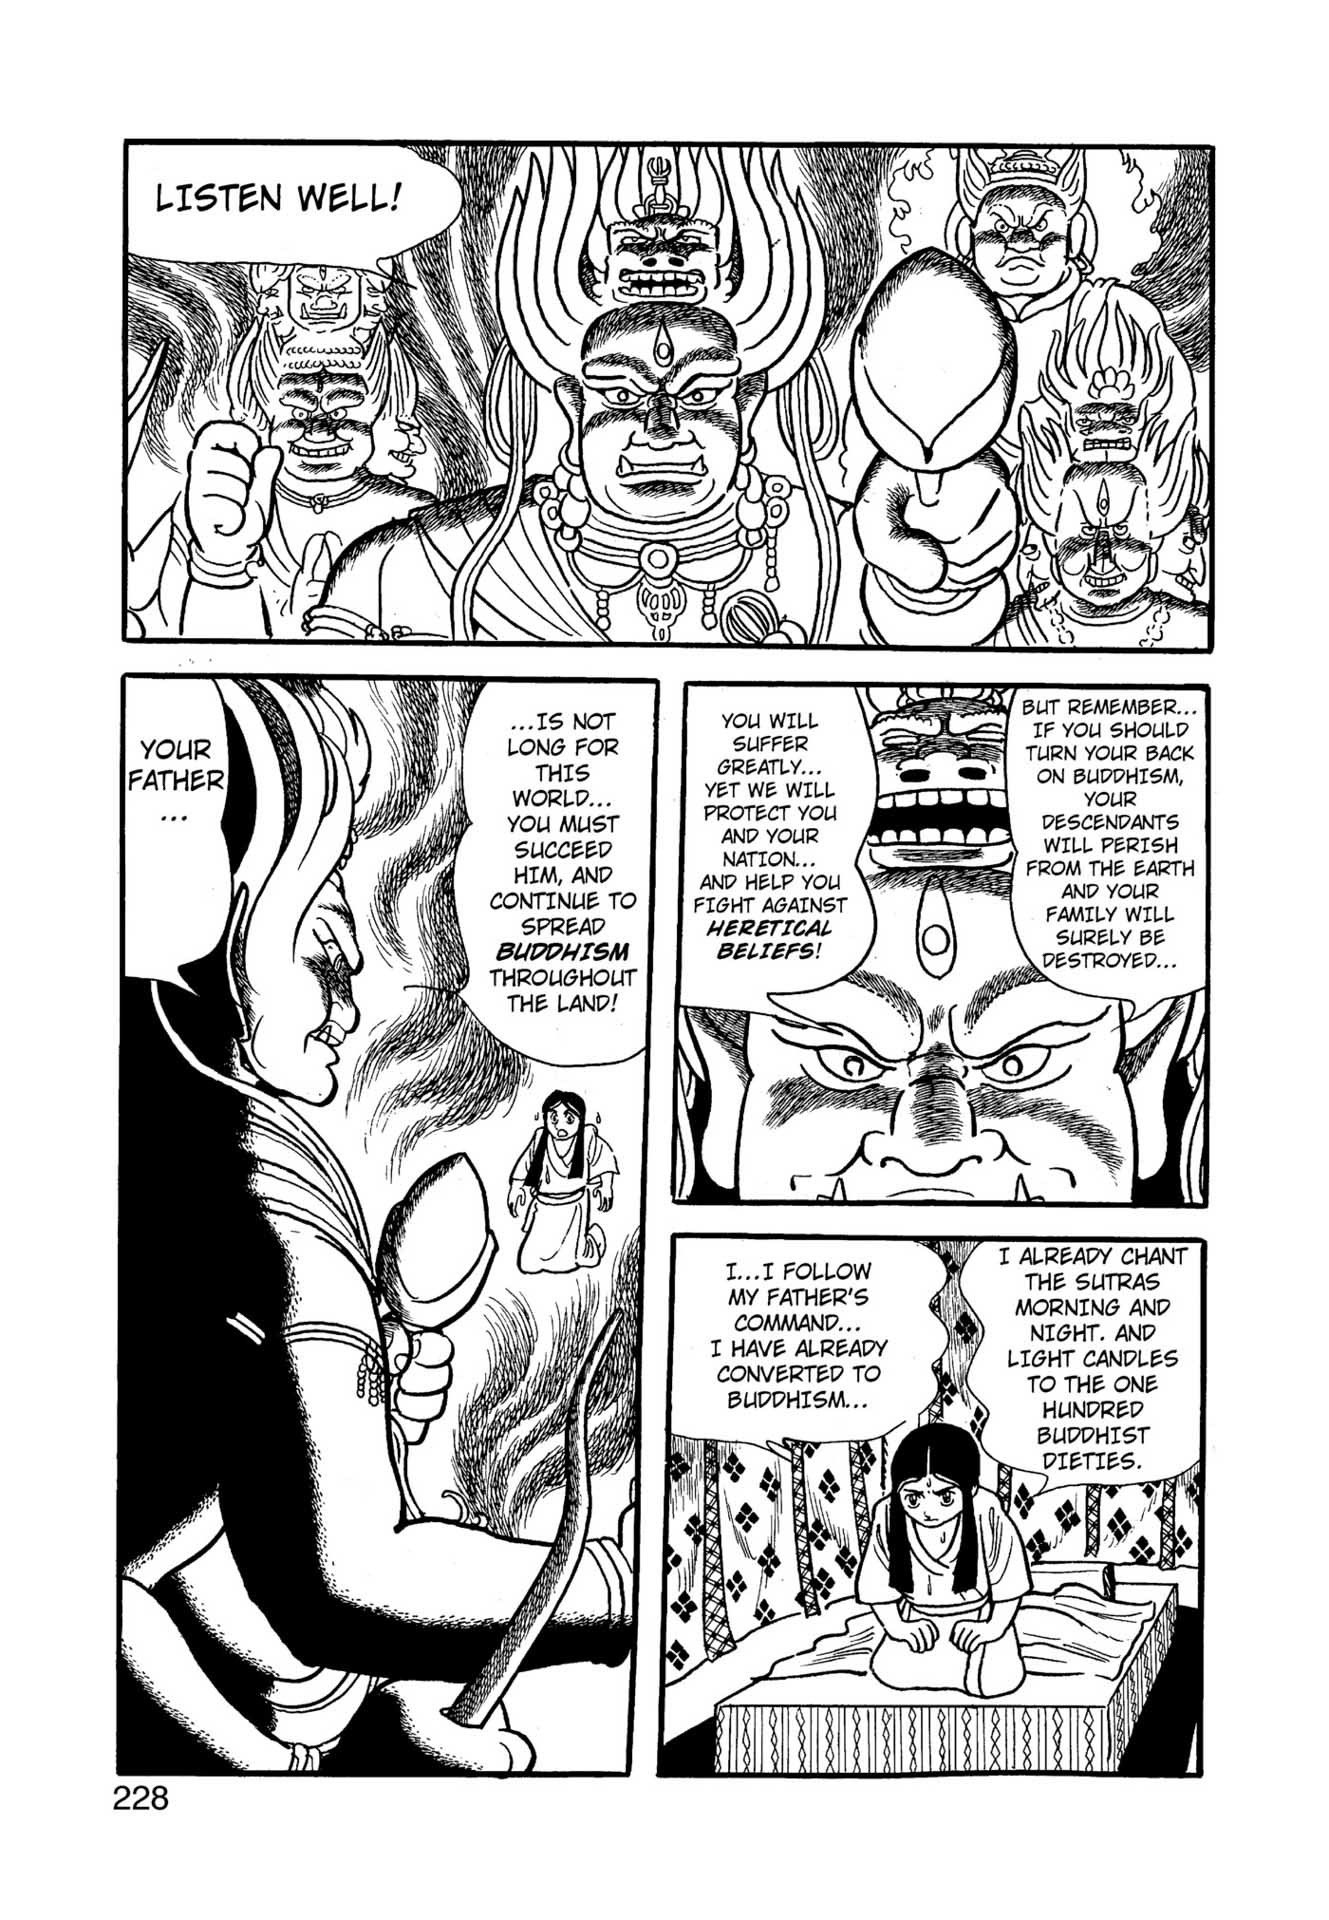 LISTEN WELL!
YOUR
FATHER
...
...IS NOT
LONG FOR
THIS
WORLD...
YOU MUST
SUCCEED
HIM, AND
CONTINUE TO
SPREAD
BUDDHISM
THROUGHOUT
THE LAND!
YOU WILL
SUFFER
GREATLY...
YET WE WILL
PROTECT YOU
AND YOUR
NATION...
AND HELP YOU
FIGHT AGAINST
HERETICAL
BELIEFS!
BUT REMEMBER...
IF YOU SHOULD
TURN YOUR BACK
ON BUDDHISM,
YOUR
DESCENDANTS
WILL PERISH
FROM THE EARTH
AND YOUR
FAMILY WILL
SURELY BE
DESTROYED...
I...I FOLLOW
MY FATHER'S
COMMAND...
I HAVE ALREADY
CONVERTED TO
BUDDHISM...
I ALREADY CHANT
THE SUTRAS
MORNING AND
NIGHT. AND
LIGHT CANDLES
TO THE ONE
HUNDRED
BUDDHIST
DIETIES.
228